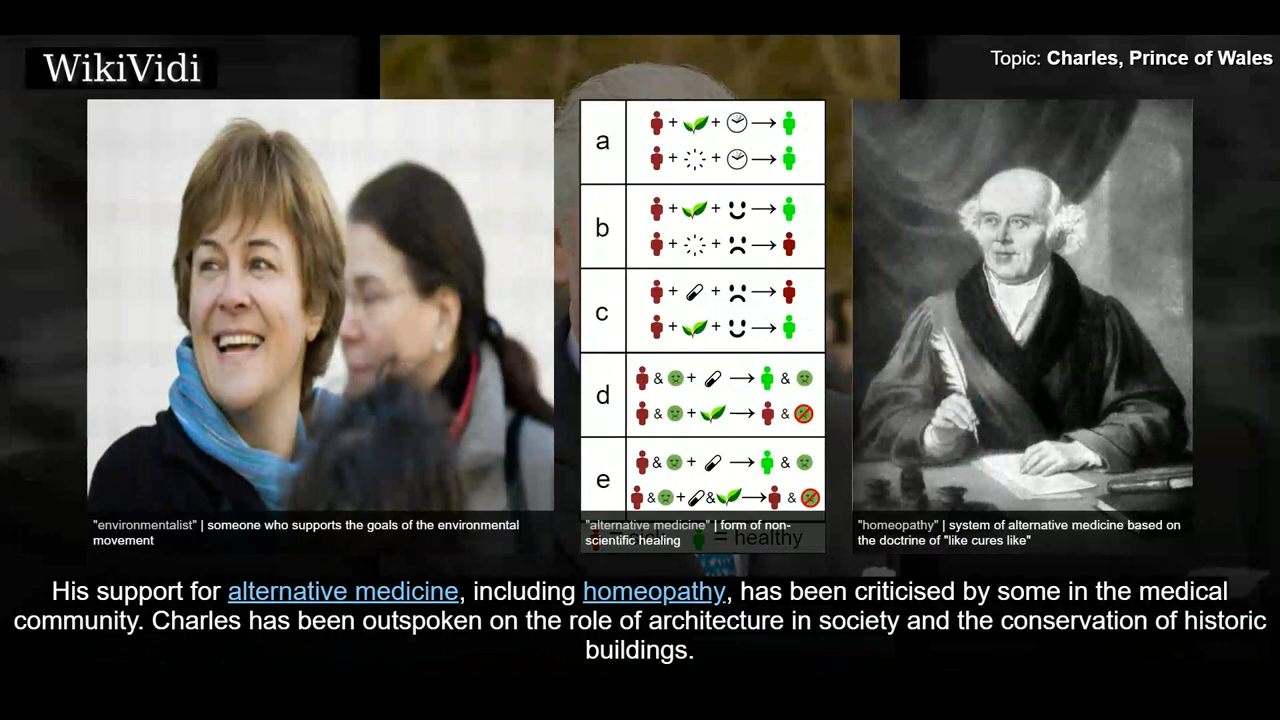 WikiVidi
Topic: Charles, Prince of Wales
a
b
c
d
&
&
&
&
e
&
&
&
&
&
"environmentalist" | someone who supports the goals of the environmental
movement
"alternative medicine" | form of non-
scientific healing
= healthy
"homeopathy" | system of alternative medicine based on
the doctrine of "like cures like"
His support for alternative medicine, including homeopathy, has been criticised by some in the medical
community. Charles has been outspoken on the role of architecture in society and the conservation of historic
buildings.